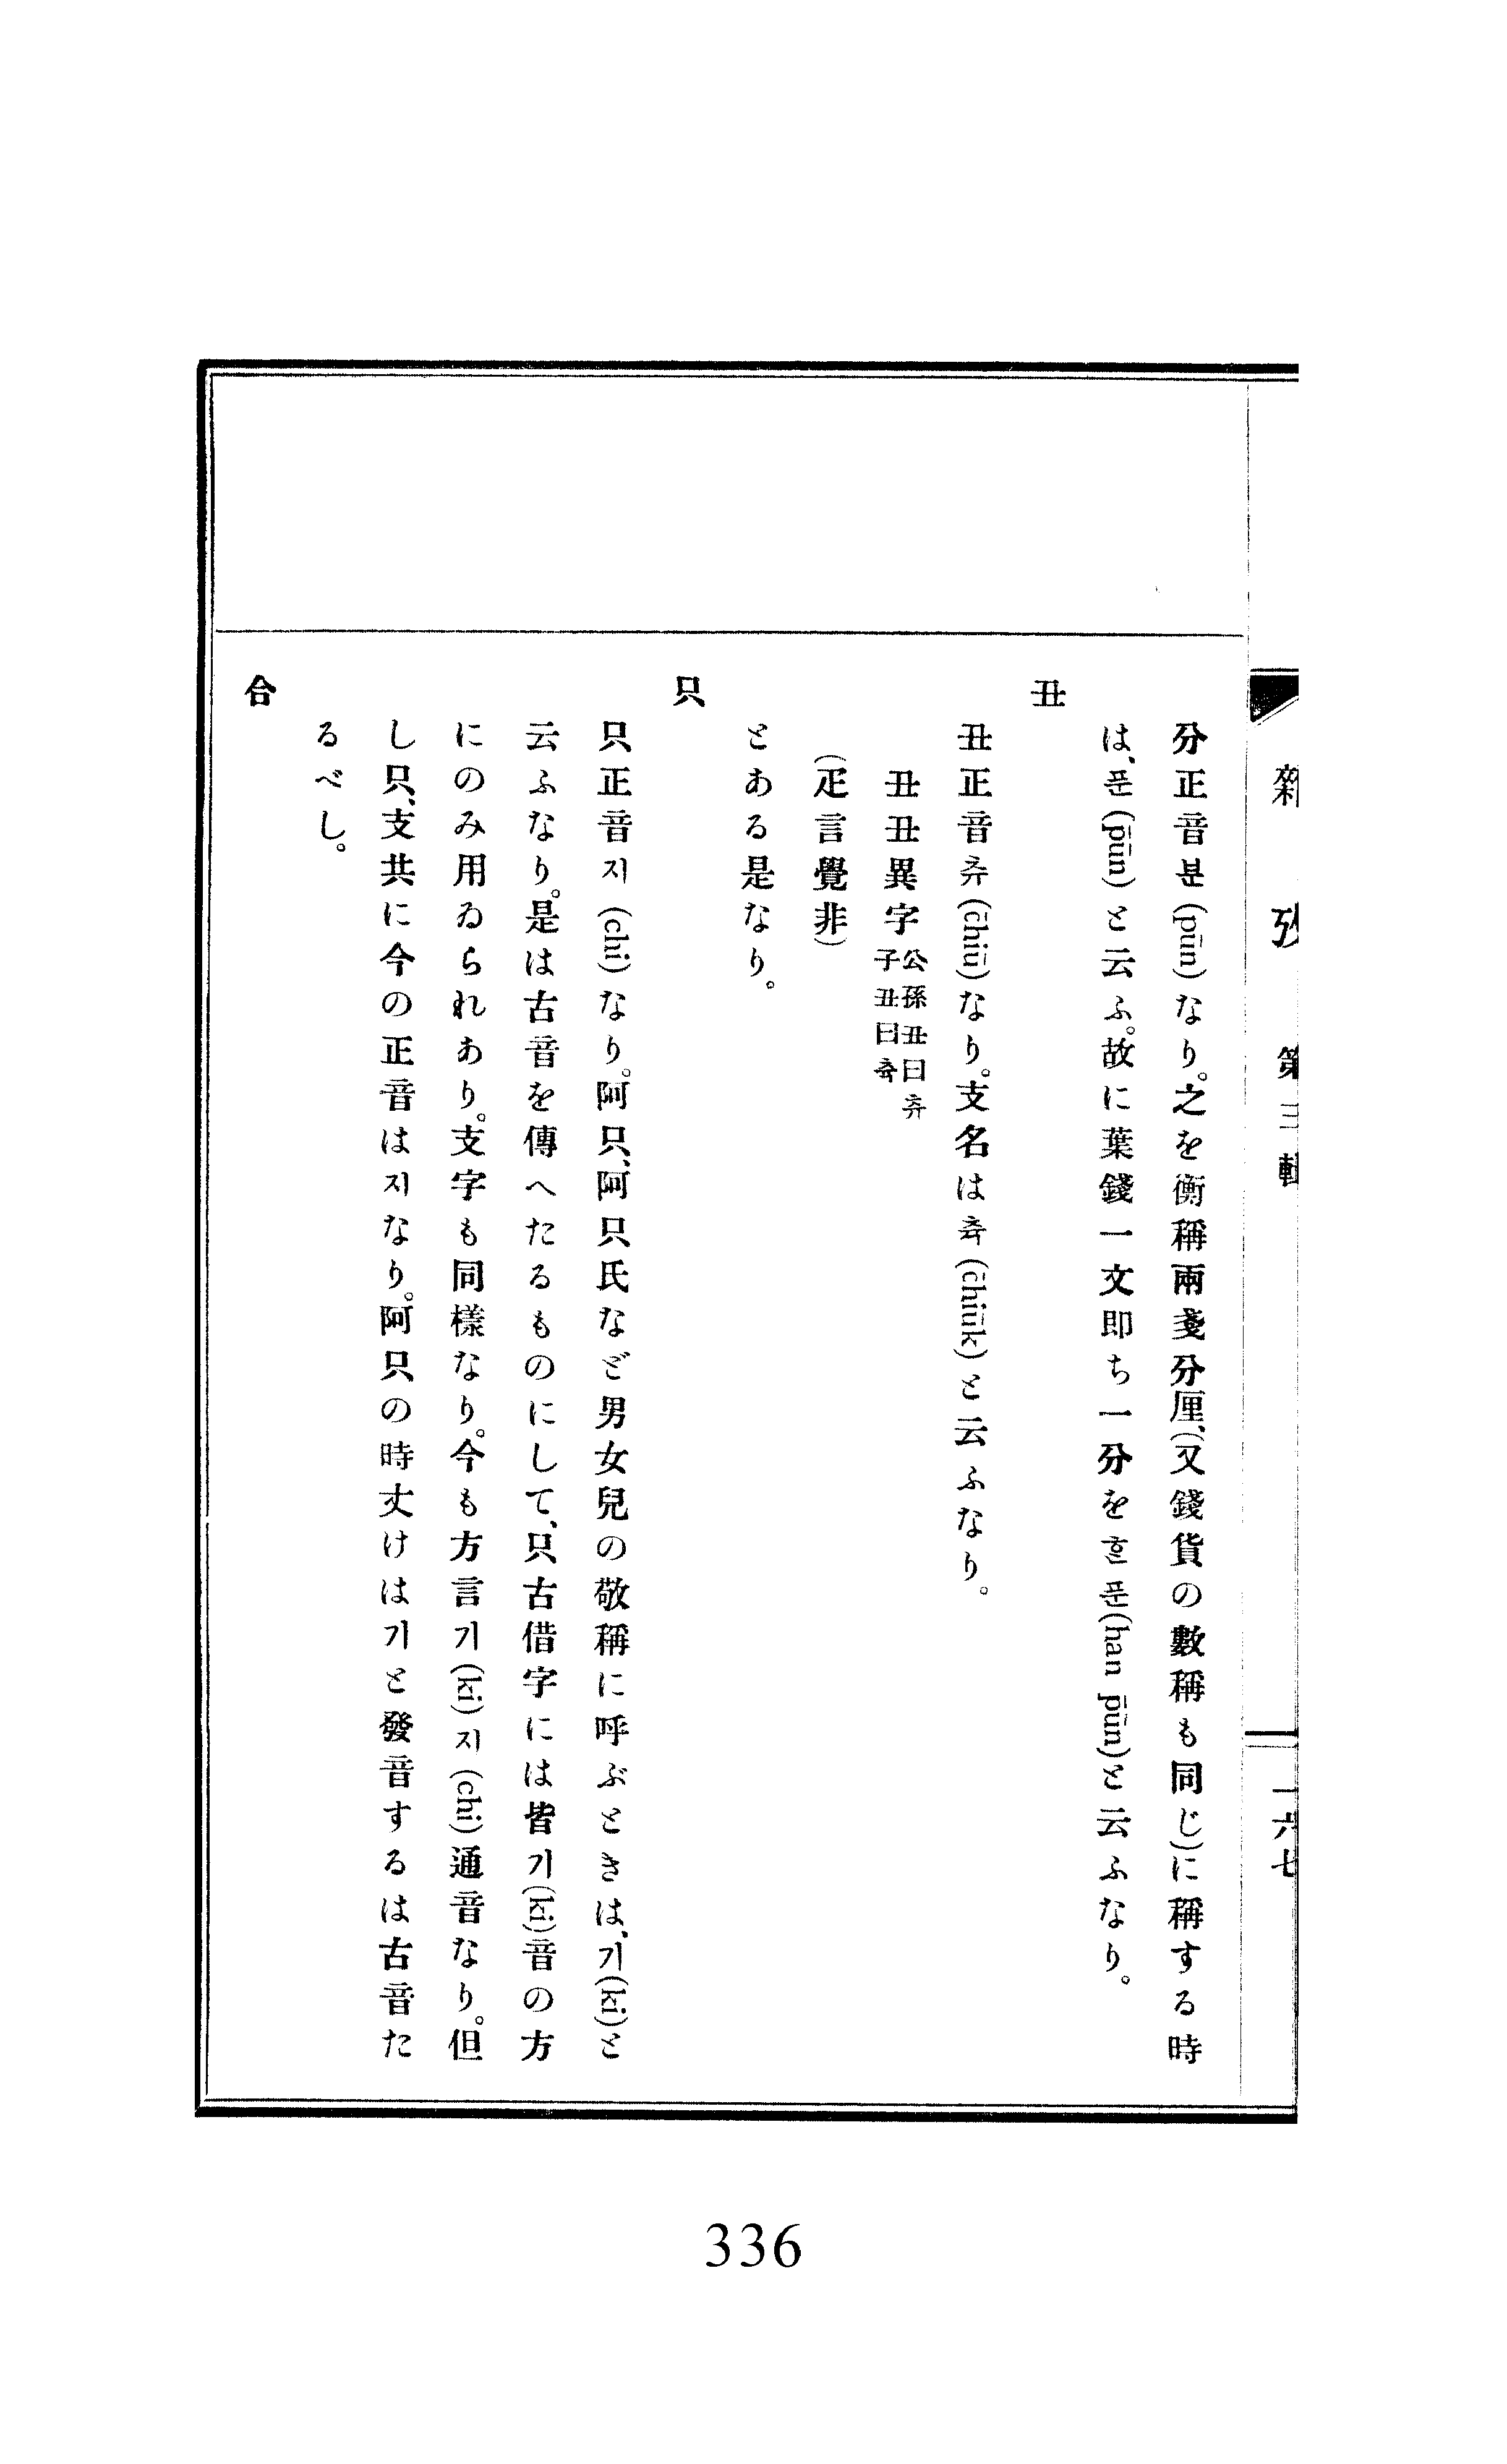 雜攷 第三輯
一六七
分正音분(pun)なり。之を衡稱兩戔分厘、(又錢貨の數稱も同じ)に稱する時
は、푼(pun)と云ふ。故に葉錢一文即ち一分を한푼(han pun)と云ふなり。
丑
丑正音츄(chiu)なり。支名は츅(chiuk)と云ふなり。
丑丑異字 公孫丑曰츄
子丑曰츅
(疋言覺非)
とある是なり。
只
只正音지(chi)なり。阿只、阿只氏など男女兒の敬稱に呼ぶときは、기(ki)と
云ふなり。是は古音を傳へたるものにして、只古借字には皆기(ki)音の方
にのみ用ゐられあり。支字も同樣なり。今も方言기(ki)지(chi)通音なり。但
し只、支共に今の正音は지なり。阿只の時丈けは기と發音するは古音た
るべし。
合
336